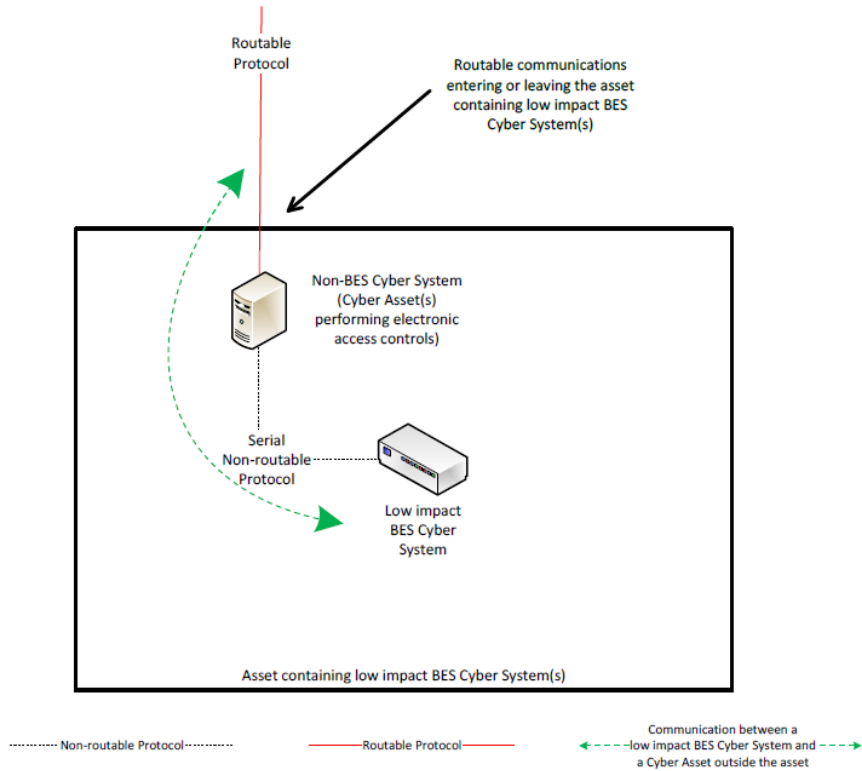 Routable
Protocol
Routable communications
entering or leaving the asset
containing low impact BES
Cyber System(s)
Non-BES Cyber System
(Cyber Asset(s)
performing electronic
access controls)
Serial
Non-routable
Protocol
Low impact
BES Cyber
System
Asset containing low impact BES Cyber System(s)
Non-routable Protocol
Routable Protocol
Communication between a
low impact BES Cyber System and
a Cyber Asset outside the asset